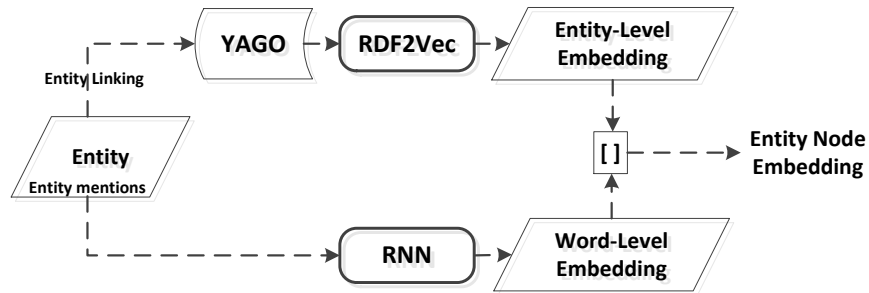 YAGO
RDF2Vec
Entity-Level
Embedding
Entity Linking
Entity
Entity mentions
[ ]
Entity Node
Embedding
RNN
Word-Level
Embedding